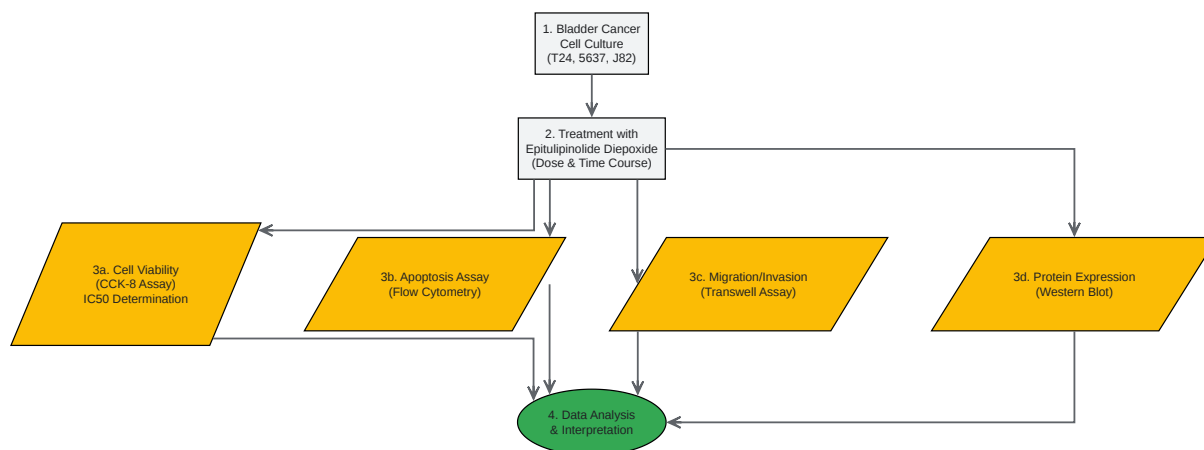 1. Bladder Cancer
Cell Culture
(T24, 5637, J82)
2. Treatment with
Epitulipinolide Diepoxide
(Dose & Time Course)
3a. Cell Viability
(CCK-8 Assay)
IC50 Determination
3b. Apoptosis Assay
(Flow Cytometry)
3c. Migration/Invasion
(Transwell Assay)
3d. Protein Expression
(Western Blot)
4. Data Analysis
& Interpretation